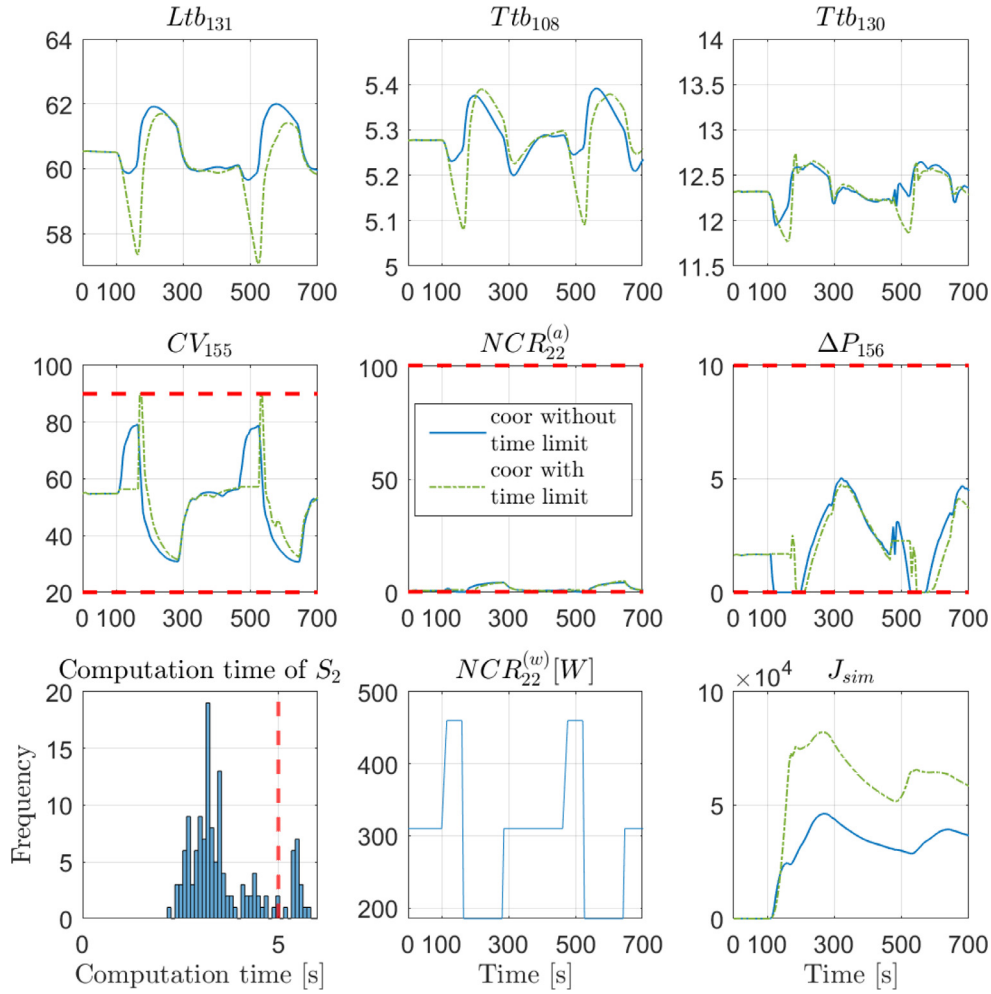 Ltb131 Ttb108 Ttb130
64 14
62 5.4 13.5
60 5.3 13
58 5.2 12.5
5.1 12
5 11.5
0 100 300 500 700 0 100 300 500 700 0 100 300 500 700
CV155 NCR22(a) ΔP156
100 100 10
80
60 50 5
40
20 0 0
coor without
time limit
coor with
time limit
0 100 300 500 700 0 100 300 500 700 0 100 300 500 700
Computation time of S2 NCR22(w)[W] ×10^4 Jsim
20 500 10
15 400
10 300 5
5
0 200 0
Frequency
0 5 0 100 300 500 700 0 100 300 500 700
Computation time [s] Time [s] Time [s]